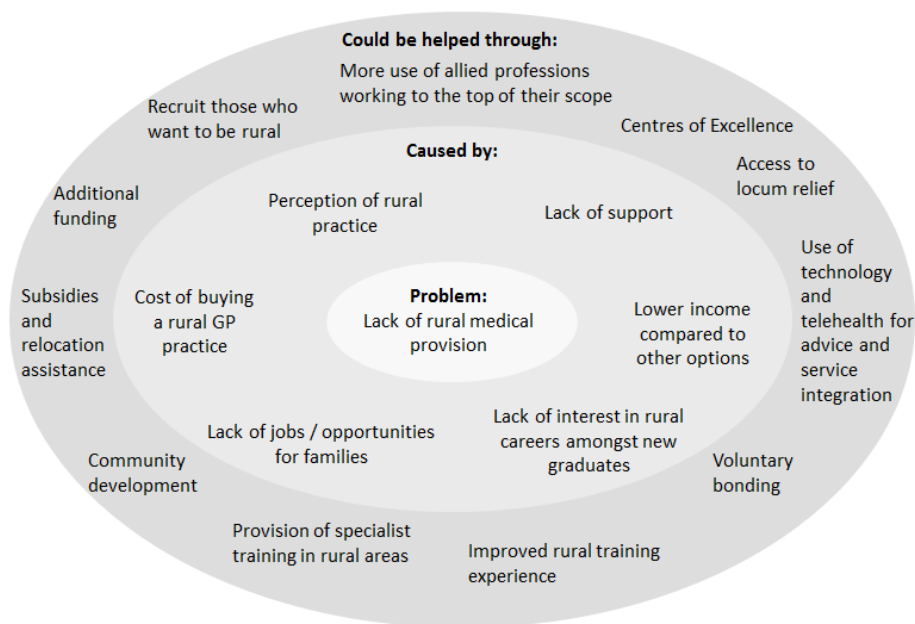 Could be helped through:
More use of allied professions
working to the top of their scope
Recruit those who
want to be rural
Centres of Excellence
Access to
locum relief
Additional
funding
Use of
technology
and
telehealth for
advice and
service
integration
Subsidies
and
relocation
assistance
Community
development
Voluntary
bonding
Provision of specialist
training in rural areas
Improved rural training
experience
Caused by:
Perception of rural
practice
Lack of support
Cost of buying
a rural GP
practice
Lower income
compared to
other options
Lack of jobs / opportunities
for families
Lack of interest in rural
careers amongst new
graduates
Problem:
Lack of rural medical
provision